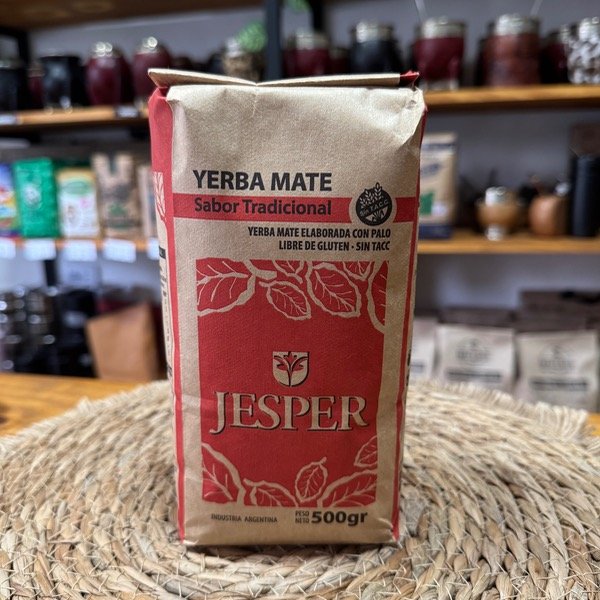 YERBA MATE
Sabor Tradicional
SIN T.A.C.C.
YERBA MATE ELABORADA CON PALO
LIBRE DE GLUTEN - SIN TACC
JESPER
INDUSTRIA ARGENTINA
PESO
NETO 500gr